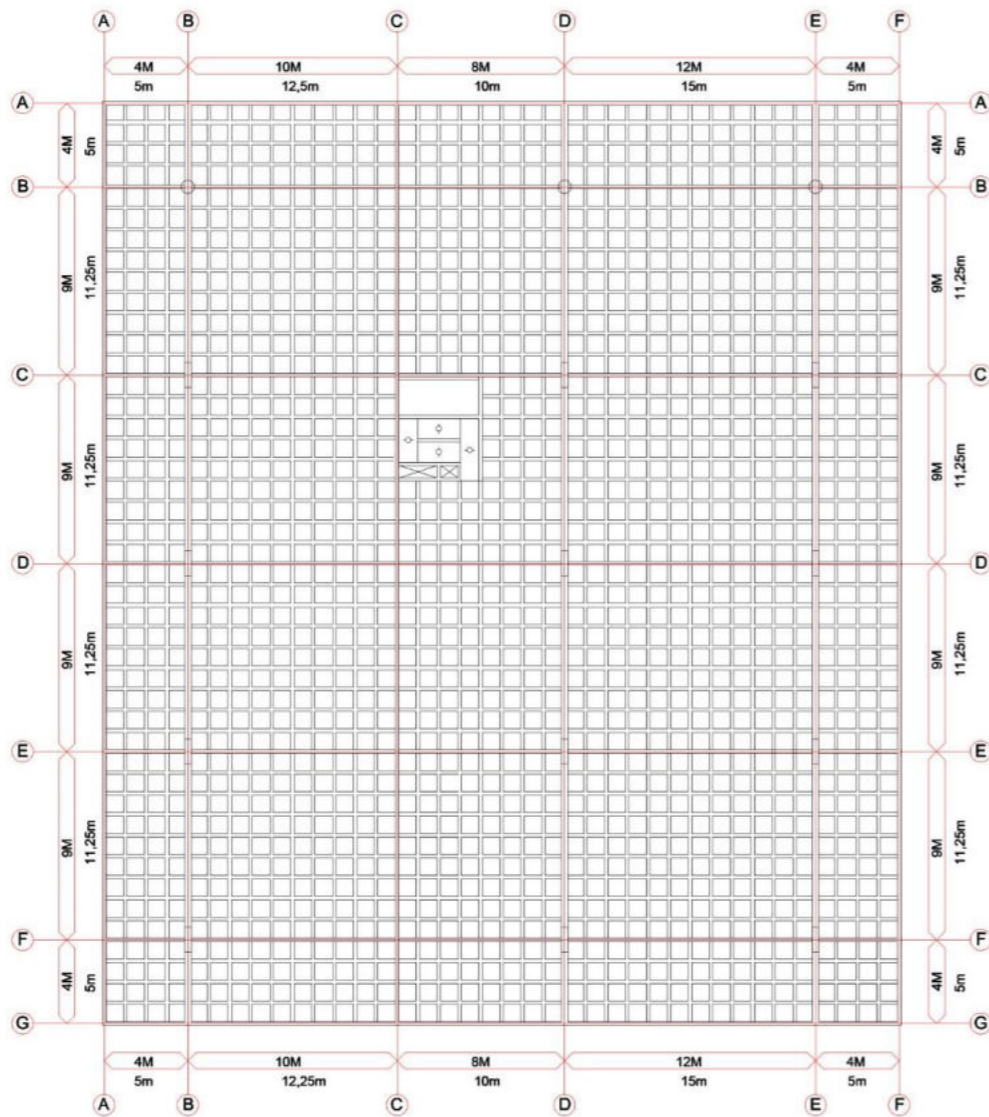 A B C D E F
4M 10M 8M 12M 4M
5m 12,5m 10m 15m 5m
A A
4M 5m 4M 5m
B B
9M 11,25m 9M 11,25m
C C
9M 11,25m 9M 11,25m
D D
9M 11,25m 9M 11,25m
E E
9M 11,25m 9M 11,25m
F F
4M 5m 4M 5m
G G
4M 10M 8M 12M 4M
5m 12,25m 10m 15m 5m
A B C D E F